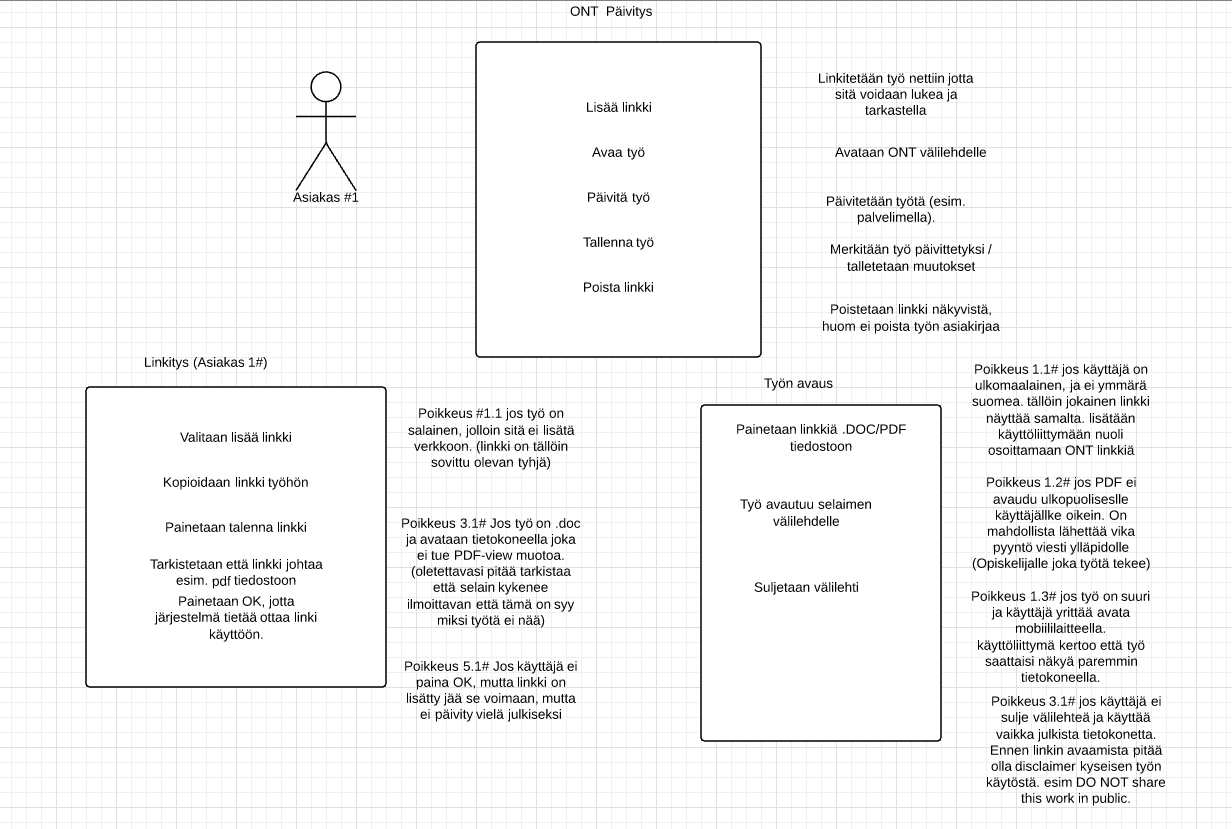 ONT Päivitys
Asiakas #1
Lisää linkki
Avaa työ
Päivitä työ
Tallenna työ
Poista linkki
Linkitetään työ nettiin jotta
sitä voidaan lukea ja
tarkastella
Avataan ONT välilehdelle
Päivitetään työtä (esim.
palvelimella).
Merkitään työ päivittetyksi /
talletetaan muutokset
Poistetaan linkki näkyvistä,
huom ei poista työn asiakirjaa
Linkitys (Asiakas 1#)
Valitaan lisää linkki
Kopioidaan linkki työhön
Painetaan talenna linkki
Tarkistetaan että linkki johtaa
esim. pdf tiedostoon
Painetaan OK, jotta
järjestelmä tietää ottaa linki
käyttöön.
Poikkeus #1.1 jos työ on
salainen, jolloin sitä ei lisätä
verkkoon. (linkki on tällöin
sovittu olevan tyhjä)
Poikkeus 3.1# Jos työ on .doc
ja avataan tietokoneella joka
ei tue PDF-view muotoa.
(oletettavasi pitää tarkistaa
että selain kykenee
ilmoittavan että tämä on syy
miksi työtä ei nää)
Poikkeus 5.1# Jos käyttäjä ei
paina OK, mutta linkki on
lisätty jää se voimaan, mutta
ei päivity vielä julkiseksi
Työn avaus
Painetaan linkkiä .DOC/PDF
tiedostoon
Työ avautuu selaimen
välilehdelle
Suljetaan välilehti
Poikkeus 1.1# jos käyttäjä on
ulkomaalainen, ja ei ymmärä
suomea. tällöin jokainen linkki
näyttää samalta. lisätään
käyttöliittymään nuoli
osoittamaan ONT linkkiä
Poikkeus 1.2# jos PDF ei
avaudu ulkopuoliseslle
käyttäjällke oikein. On
mahdollista lähettää vika
pyyntö viesti ylläpidolle
(Opiskelijalle joka työtä tekee)
Poikkeus 1.3# jos työ on suuri
ja käyttäjä yrittää avata
mobiililaitteella.
käyttöliittymä kertoo että työ
saattaisi näkyä paremmin
tietokoneella.
Poikkeus 3.1# jos käyttäjä ei
sulje välilehteä ja käyttää
vaikka julkista tietokonetta.
Ennen linkin avaamista pitää
olla disclaimer kyseisen työn
käytöstä. esim DO NOT share
this work in public.